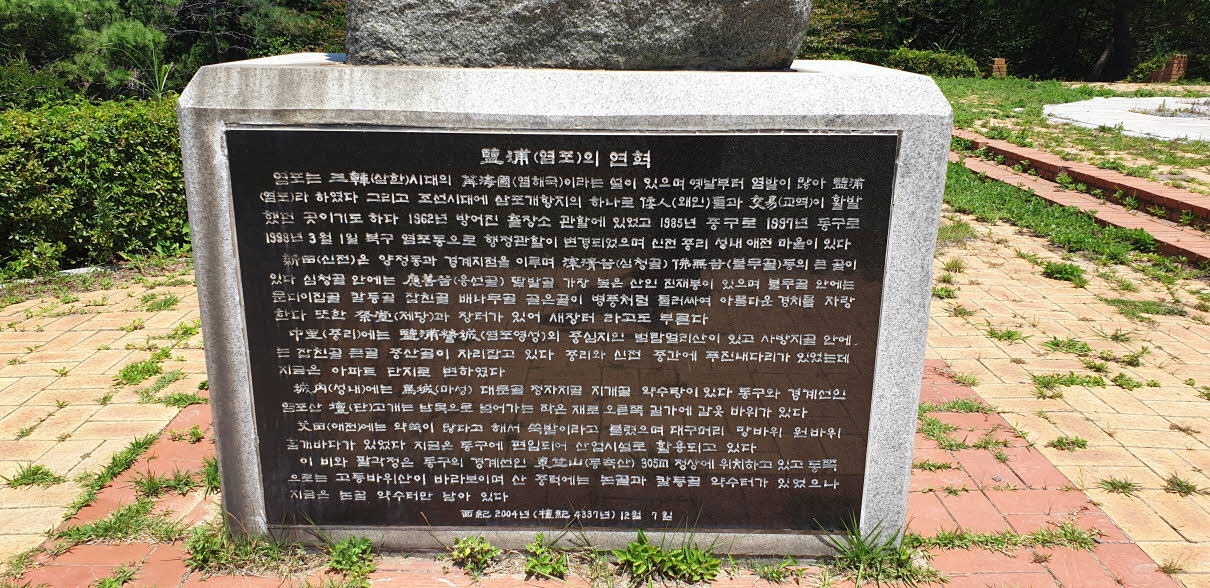 鹽浦(염포)의 연혁
염포는 三韓(삼한)시대의 萬海國(염해국)이라는 설이 있으며 옛날부터 염밭이 많아 鹽浦
(염포)라 하였다 그리고 조선시대에 삼포개항지의 하나로 倭人(왜인)들과 交易(교역)이 활발
했던 곳이기도 하다 1962년 방어진 출장소 관할에 있었고 1985년 중구로 1997년 동구로
1998년 3월 1일 북구 염포동으로 행정관할이 변경되었으며 신전 중리 성내 애전 마을이 있다
新田(신전)은 양정동과 경계지점을 이루며 (심청골) (불무골)등의 큰 골이
있다 심청골 안에는 (응선골) 딸밭골 가장 높은 산인 진재봉이 있으며 불무골 안에는
문디이집골 갈등골 잡친골 배나무골 골은골이 병풍처럼 둘러싸여 아름다운 경치를 자랑
한다 또한 祭堂(제당)과 장터가 있어 새장터 라고도 부른다
中里(중리)에는 鹽浦營城(염포영성)의 중심지인 범람멀리산이 있고 사방지골 안에
는 잡친골 큰골 중산골이 자리잡고 있다 중리와 신전 중간에 푸진내다리가 있었는데
지금은 아파트 단지로 변하였다
城內(성내)에는 馬城(마성) 대문골 정자지골 지개골 약수탕이 있다 동구와 경계선인
염포산 壇(탄)고개는 남목으로 넘어가는 작은 재로 오른쪽 길가에 갑옷 바위가 있다
艾田(애전)에는 약쑥이 많다고 해서 쑥밭이라고 불렸으며 대구머리 망바위 원바위
홈개바다가 있었다 지금은 동구에 편입되어 산업시설로 활용되고 있다
이 비와 팔각정은 동구의 경계선인 東竺山(동축산) 305m 정상에 위치하고 있고 동쪽
으로는 고등바위산이 바라보이며 산 중턱에는 논골과 갈등골 약수터가 있었으나
지금은 논골 약수터만 남아 있다
西紀 2004년(檀紀 4337년) 12월 7일